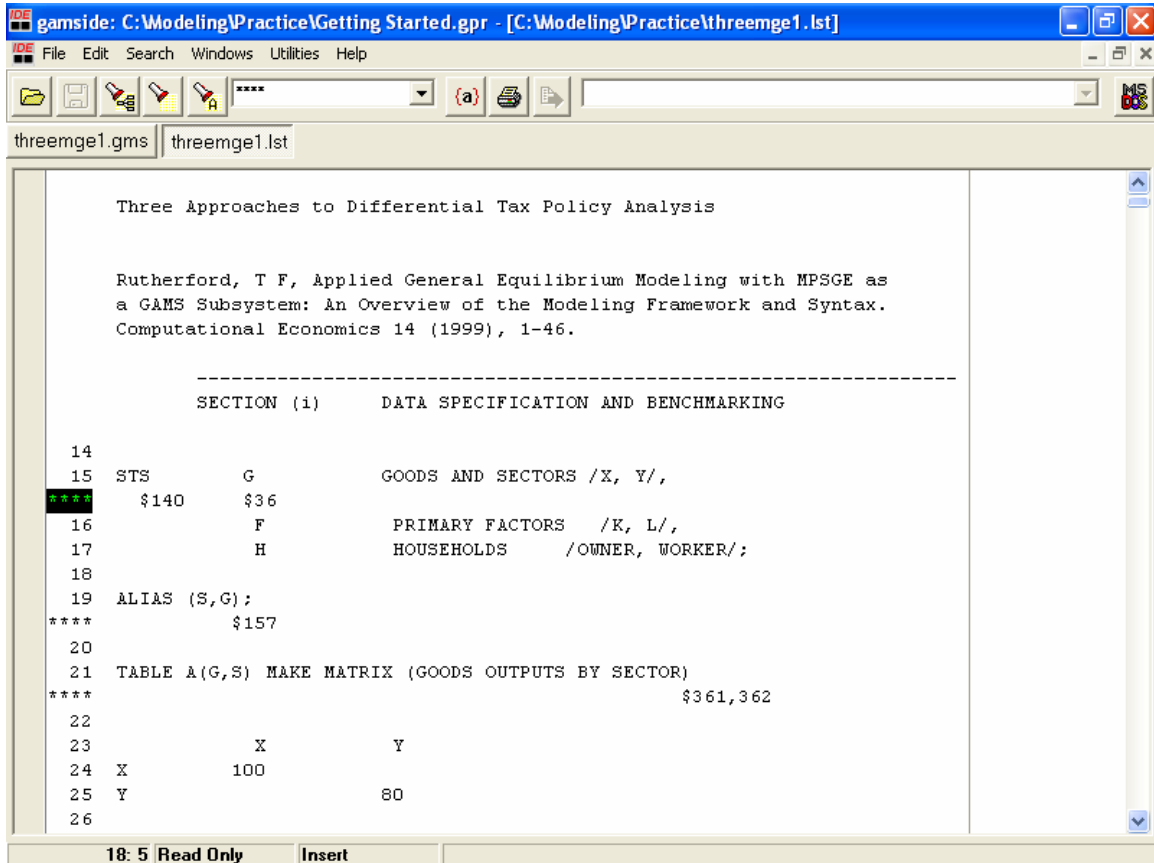 IDE gamside: C:\Modeling\Practice\Getting Started.gpr - [C:\Modeling\Practice\threemge1.lst]
IDE File Edit Search Windows Utilities Help
A **** {a} MS DOS
threemge1.gms threemge1.lst
Three Approaches to Differential Tax Policy Analysis
Rutherford, T F, Applied General Equilibrium Modeling with MPSGE as
a GAMS Subsystem: An Overview of the Modeling Framework and Syntax.
Computational Economics 14 (1999), 1-46.
------------------------------------------------------------------
SECTION (i) DATA SPECIFICATION AND BENCHMARKING
14
15 STS G GOODS AND SECTORS /X, Y/,
**** $140 $36
16 F PRIMARY FACTORS /K, L/,
17 H HOUSEHOLDS /OWNER, WORKER/;
18
19 ALIAS (S,G);
**** $157
20
21 TABLE A(G,S) MAKE MATRIX (GOODS OUTPUTS BY SECTOR)
**** $361,362
22
23 X Y
24 X 100
25 Y 80
26
18: 5 Read Only Insert